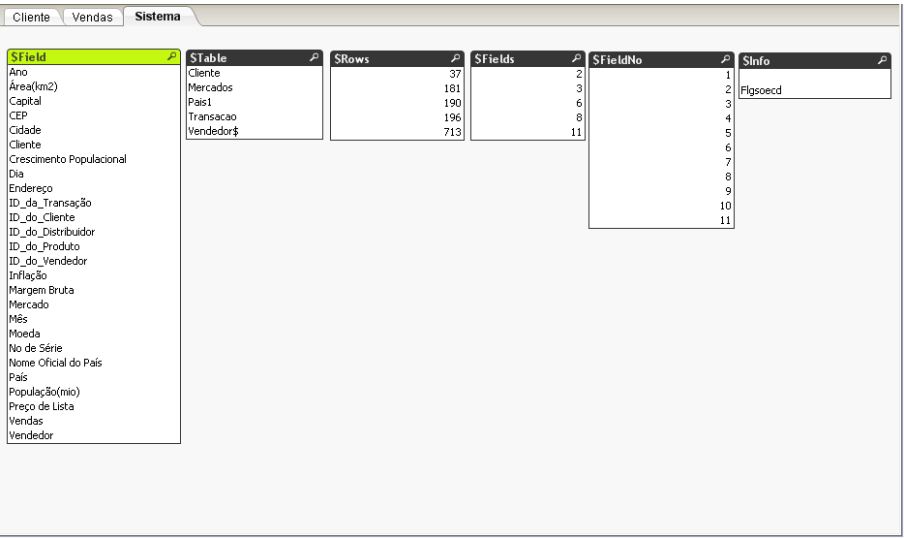 Cliente Vendas Sistema
$Field
Ano
Área(km2)
Capital
CEP
Cidade
Cliente
Crescimento Populacional
Dia
Endereço
ID_da_Transação
ID_do_Cliente
ID_do_Distribuidor
ID_do_Produto
ID_do_Vendedor
Inflação
Margem Bruta
Mercado
Mês
Moeda
No de Série
Nome Oficial do País
País
População(mio)
Preço de Lista
Vendas
Vendedor
$Table
Cliente
Mercados
Pais1
Transacao
Vendedor$
$Rows
37
181
190
196
713
$Fields
2
3
6
8
11
$FieldNo
1
2
3
4
5
6
7
8
9
10
11
$Info
Flgsoecd